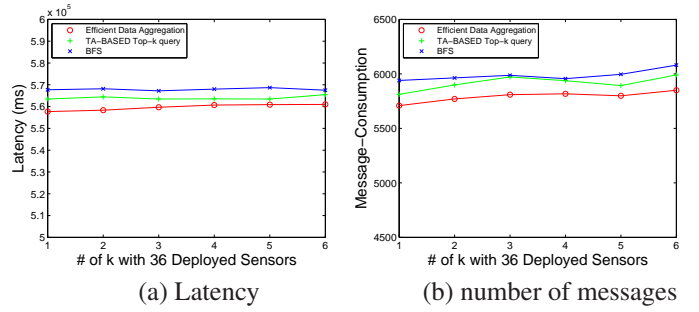 x 10^5
6
5.9
5.8
5.7
5.6
5.5
5.4
5.3
5.2
5.1
5
Latency (ms)
Efficient Data Aggregation
TA−BASED Top−k query
BFS
1 2 3 4 5 6
# of k with 36 Deployed Sensors
(a) Latency
6500
6000
5500
5000
4500
Message−Consumption
Efficient Data Aggregation
TA−BASED Top−k query
BFS
1 2 3 4 5 6
# of k with 36 Deployed Sensors
(b) number of messages